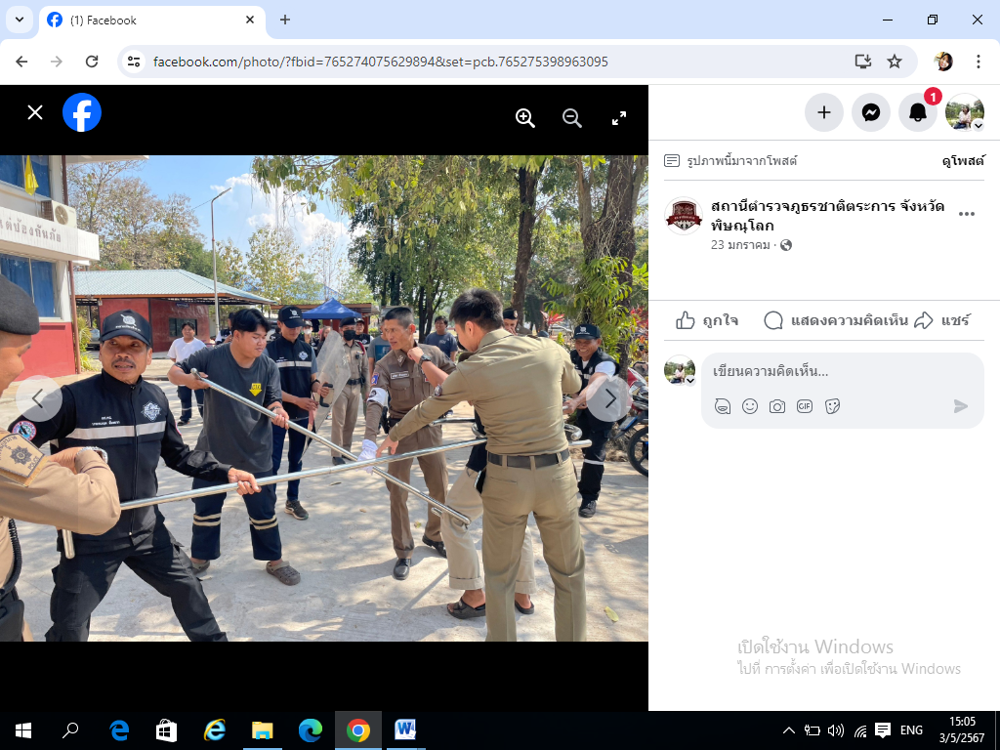 (1) Facebook
facebook.com/photo/?fbid=765274075629894&set=pcb.765275398963095
1
รูปภาพนี้มาจากโพสต์
ดูโพสต์
สถานีตำรวจภูธรชาติตระการ จังหวัด
พิษณุโลก
23 มกราคม ·
ถูกใจ
แสดงความคิดเห็น
แชร์
เขียนความคิดเห็น...
GIF
เปิดใช้งาน Windows
ไปที่ การตั้งค่า เพื่อเปิดใช้งาน Windows
ENG
15:05
3/5/2567